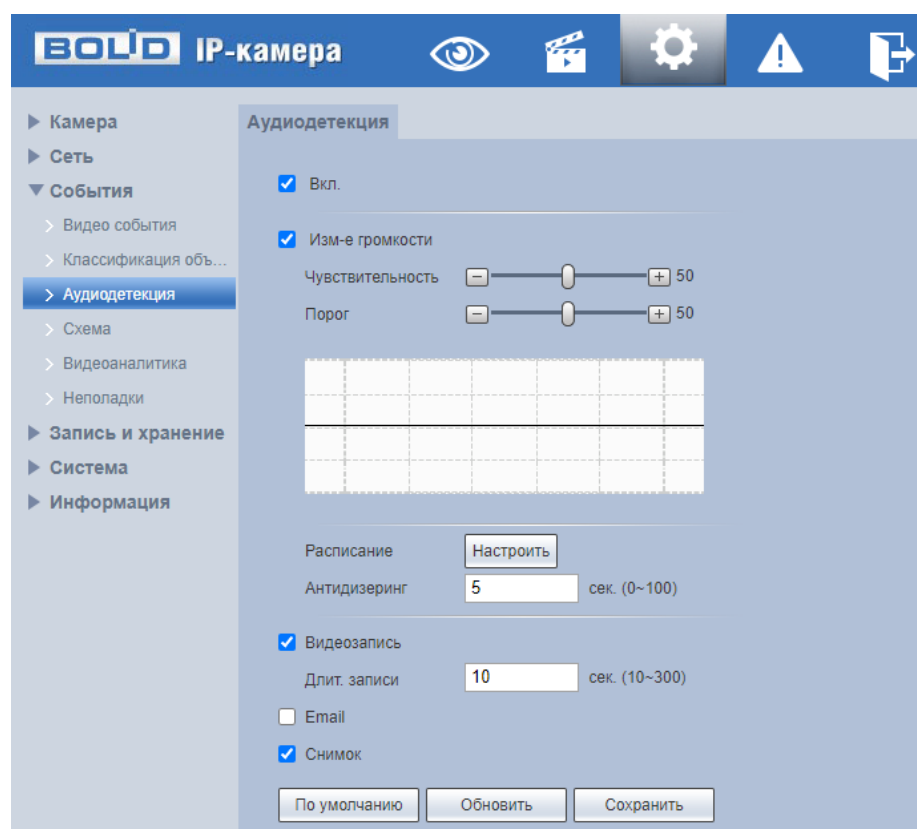 BOLID IP-камера
Камера
Сеть
События
Видео события
Классификация объ...
Аудиодетекция
Схема
Видеоаналитика
Неполадки
Запись и хранение
Система
Информация
Аудиодетекция
Вкл.
Изм-е громкости
Чувствительность 50
Порог 50
Расписание Настроить
Антидизеринг 5 сек. (0~100)
Видеозапись
Длит. записи 10 сек. (10~300)
Email
Снимок
По умолчанию Обновить Сохранить